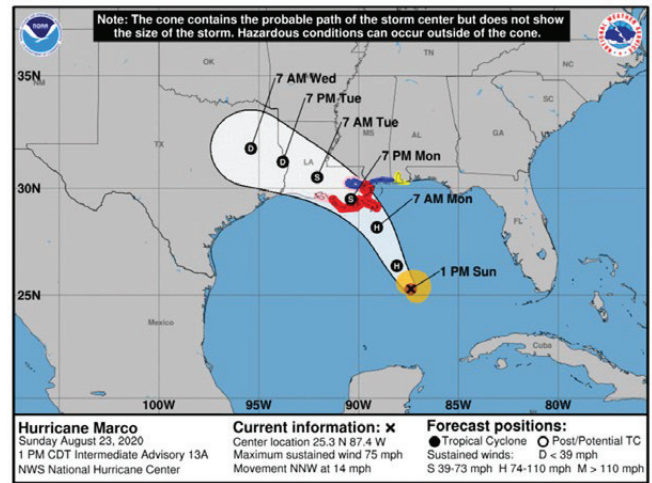 Note: The cone contains the probable path of the storm center but does not show
the size of the storm. Hazardous conditions can occur outside of the cone.
NOAA
35N
30N
25N
NM
OK
TN
NC
SC
TX
LA
MS
AL
GA
FL
Mexico
Cuba
7 AM Wed
7 PM Tue
7 AM Tue
7 PM Mon
7 AM Mon
1 PM Sun
D
D
S
S
H
H
100W
95W
90W
85W
80W
Hurricane Marco
Sunday August 23, 2020
1 PM CDT Intermediate Advisory 13A
NWS National Hurricane Center
Current information: x
Center location 25.3 N 87.4 W
Maximum sustained wind 75 mph
Movement NNW at 14 mph
Forecast positions:
● Tropical Cyclone ○ Post/Potential TC
Sustained winds: D < 39 mph
S 39-73 mph H 74-110 mph M > 110 mph